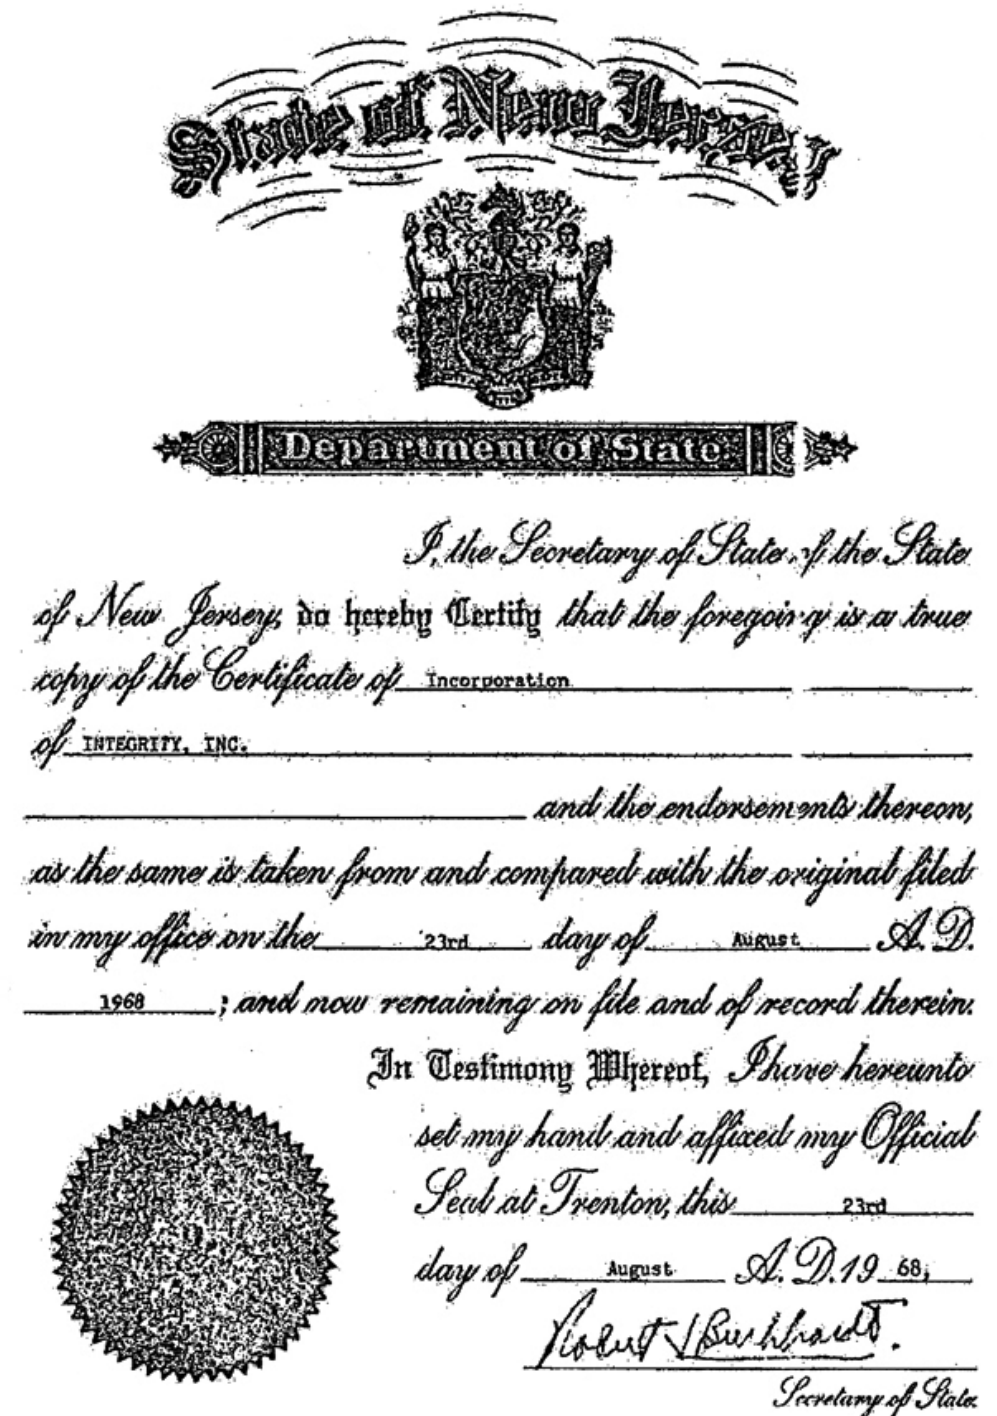 State of New Jersey
Department of State
I, the Secretary of State of the State
of New Jersey, do hereby Certify that the foregoing is a true
copy of the Certificate of Incorporation
of INTEGRITY, INC.
and the endorsements thereon,
as the same is taken from and compared with the original filed
in my office on the 23rd day of August A.D.
1968 ; and now remaining on file and of record therein.
In Testimony Whereof, I have hereunto
set my hand and affixed my Official
Seal at Trenton, this 23rd
day of August A.D. 19 68,
Robert J Burkhardt.
Secretary of State.